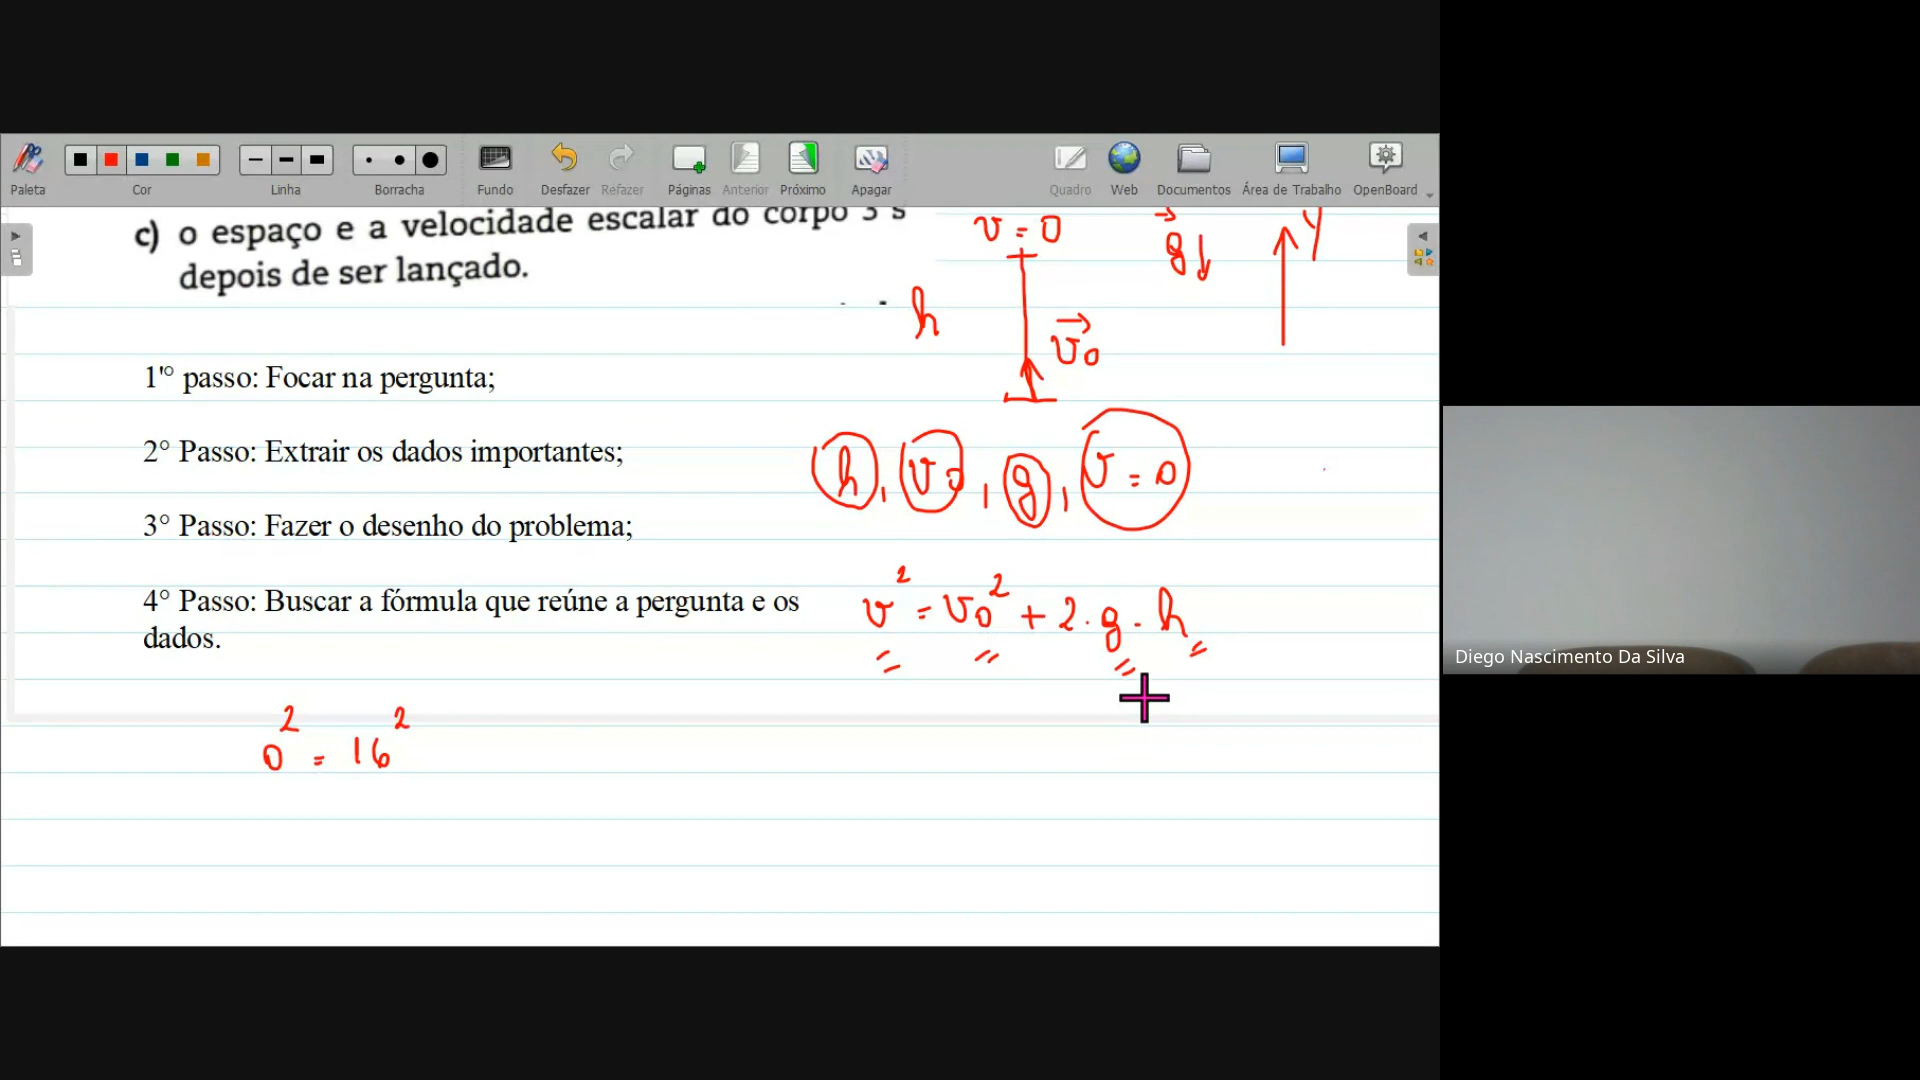 Paleta
Cor
Linha
Borracha
Fundo
Desfazer
Refazer
Páginas
Anterior
Próximo
Apagar
Quadro
Web
Documentos
Área de Trabalho
OpenBoard
c) o espaço e a velocidade escalar do corpo 3 s
depois de ser lançado.
v = 0
g
y
h
v0
1'° passo: Focar na pergunta;
2° Passo: Extrair os dados importantes;
h, v0, g, v = 0
3° Passo: Fazer o desenho do problema;
4° Passo: Buscar a fórmula que reúne a pergunta e os
dados.
v² = v0² + 2 . g . h
0² = 16²
Diego Nascimento Da Silva